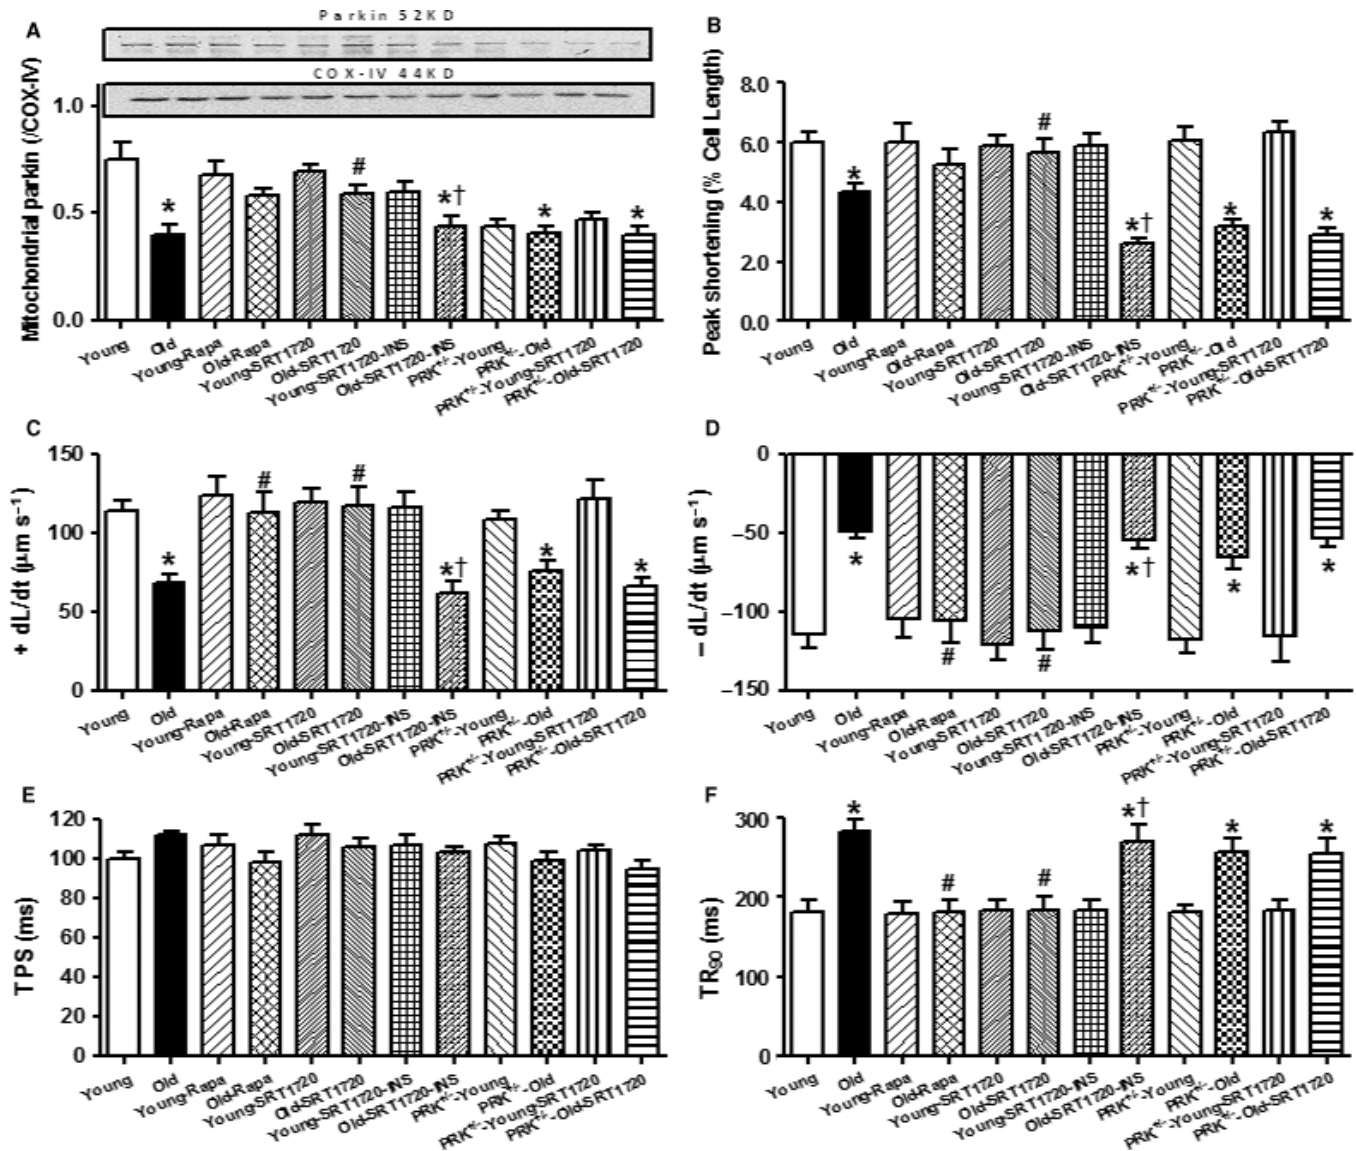 A
Parkin 52KD
COX-IV 44KD
Mitochondrial parkin (/COX-IV)
1.0
0.5
0.0
* # *† * *
Young Old Young-Rapa Old-Rapa Young-SRT1720 Old-SRT1720 Young-SRT1720-INS Old-SRT1720-INS PRK+/--Young PRK+/--Old PRK+/--Young-SRT1720 PRK+/--Old-SRT1720
B
Peak shortening (% Cell Length)
8.0
6.0
4.0
2.0
0.0
* # *† * *
Young Old Young-Rapa Old-Rapa Young-SRT1720 Old-SRT1720 Young-SRT1720-INS Old-SRT1720-INS PRK+/--Young PRK+/--Old PRK+/--Young-SRT1720 PRK+/--Old-SRT1720
C
+ dL/dt (μm s⁻¹)
150
100
50
0
* # # *† * *
Young Old Young-Rapa Old-Rapa Young-SRT1720 Old-SRT1720 Young-SRT1720-INS Old-SRT1720-INS PRK+/--Young PRK+/--Old PRK+/--Young-SRT1720 PRK+/--Old-SRT1720
D
– dL/dt (μm s⁻¹)
0
–50
–100
–150
* # # *† * *
Young Old Young-Rapa Old-Rapa Young-SRT1720 Old-SRT1720 Young-SRT1720-INS Old-SRT1720-INS PRK+/--Young PRK+/--Old PRK+/--Young-SRT1720 PRK+/--Old-SRT1720
E
TPS (ms)
120
100
80
60
40
20
0
Young Old Young-Rapa Old-Rapa Young-SRT1720 Old-SRT1720 Young-SRT1720-INS Old-SRT1720-INS PRK+/--Young PRK+/--Old PRK+/--Young-SRT1720 PRK+/--Old-SRT1720
F
TR₉₀ (ms)
300
200
100
0
* # # *† * *
Young Old Young-Rapa Old-Rapa Young-SRT1720 Old-SRT1720 Young-SRT1720-INS Old-SRT1720-INS PRK+/--Young PRK+/--Old PRK+/--Young-SRT1720 PRK+/--Old-SRT1720